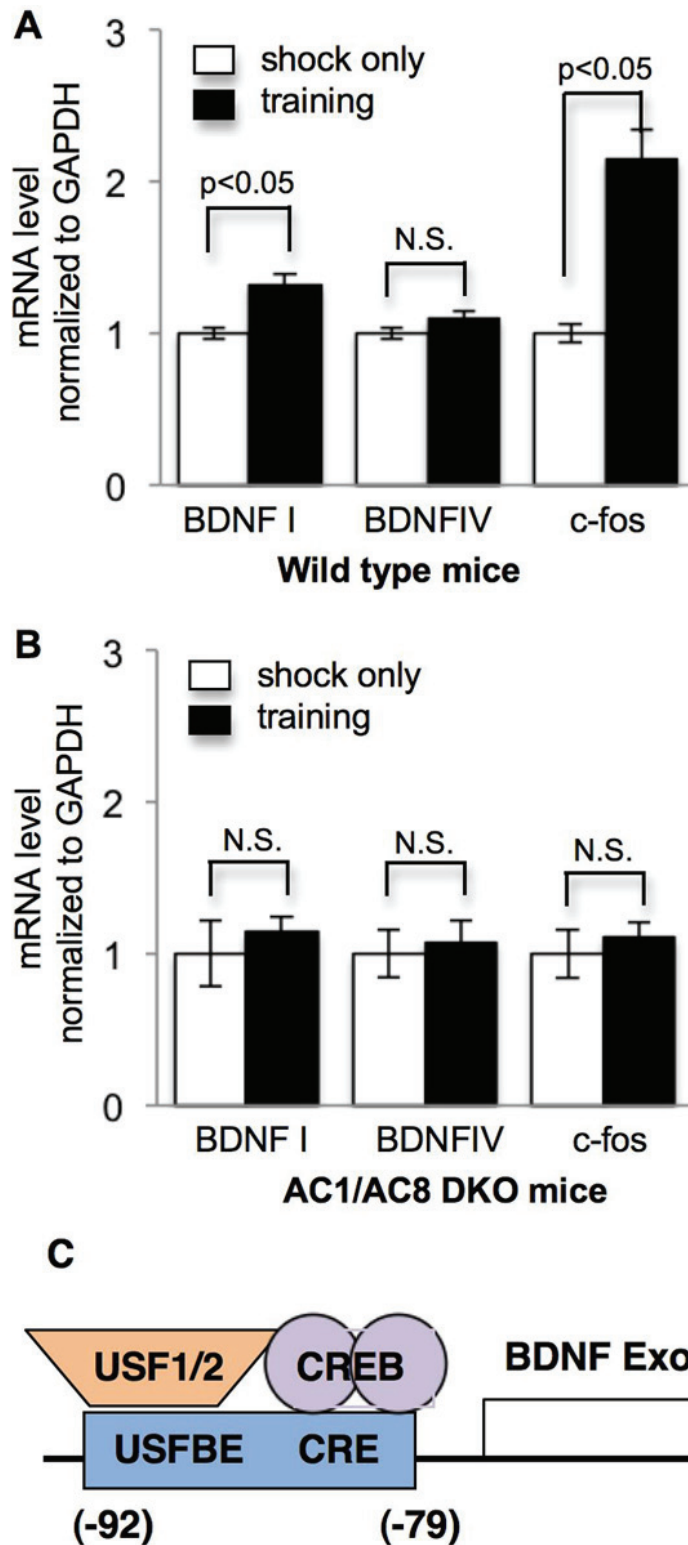 A
3
shock only
training
p<0.05
p<0.05
N.S.
2
1
0
mRNA level
normalized to GAPDH
BDNF I BDNFIV c-fos
Wild type mice
B
3
shock only
training
N.S. N.S. N.S.
2
1
0
mRNA level
normalized to GAPDH
BDNF I BDNFIV c-fos
AC1/AC8 DKO mice
C
USF1/2 CREB BDNF Exo
USFBE CRE
(-92) (-79)